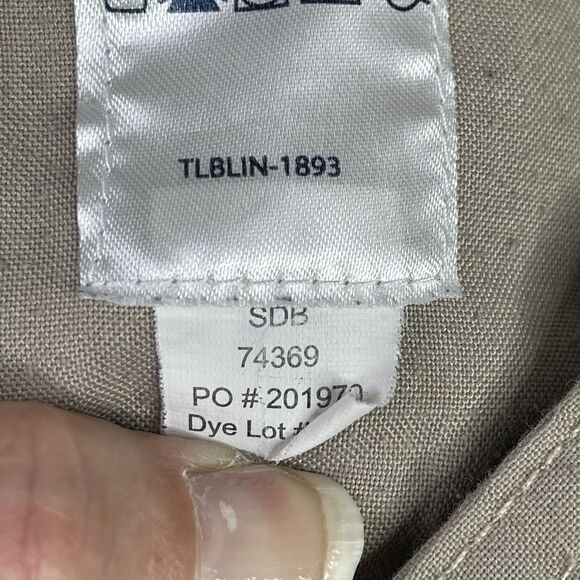 TLBLIN-1893
SDB
74369
PO # 201970
Dye Lot #